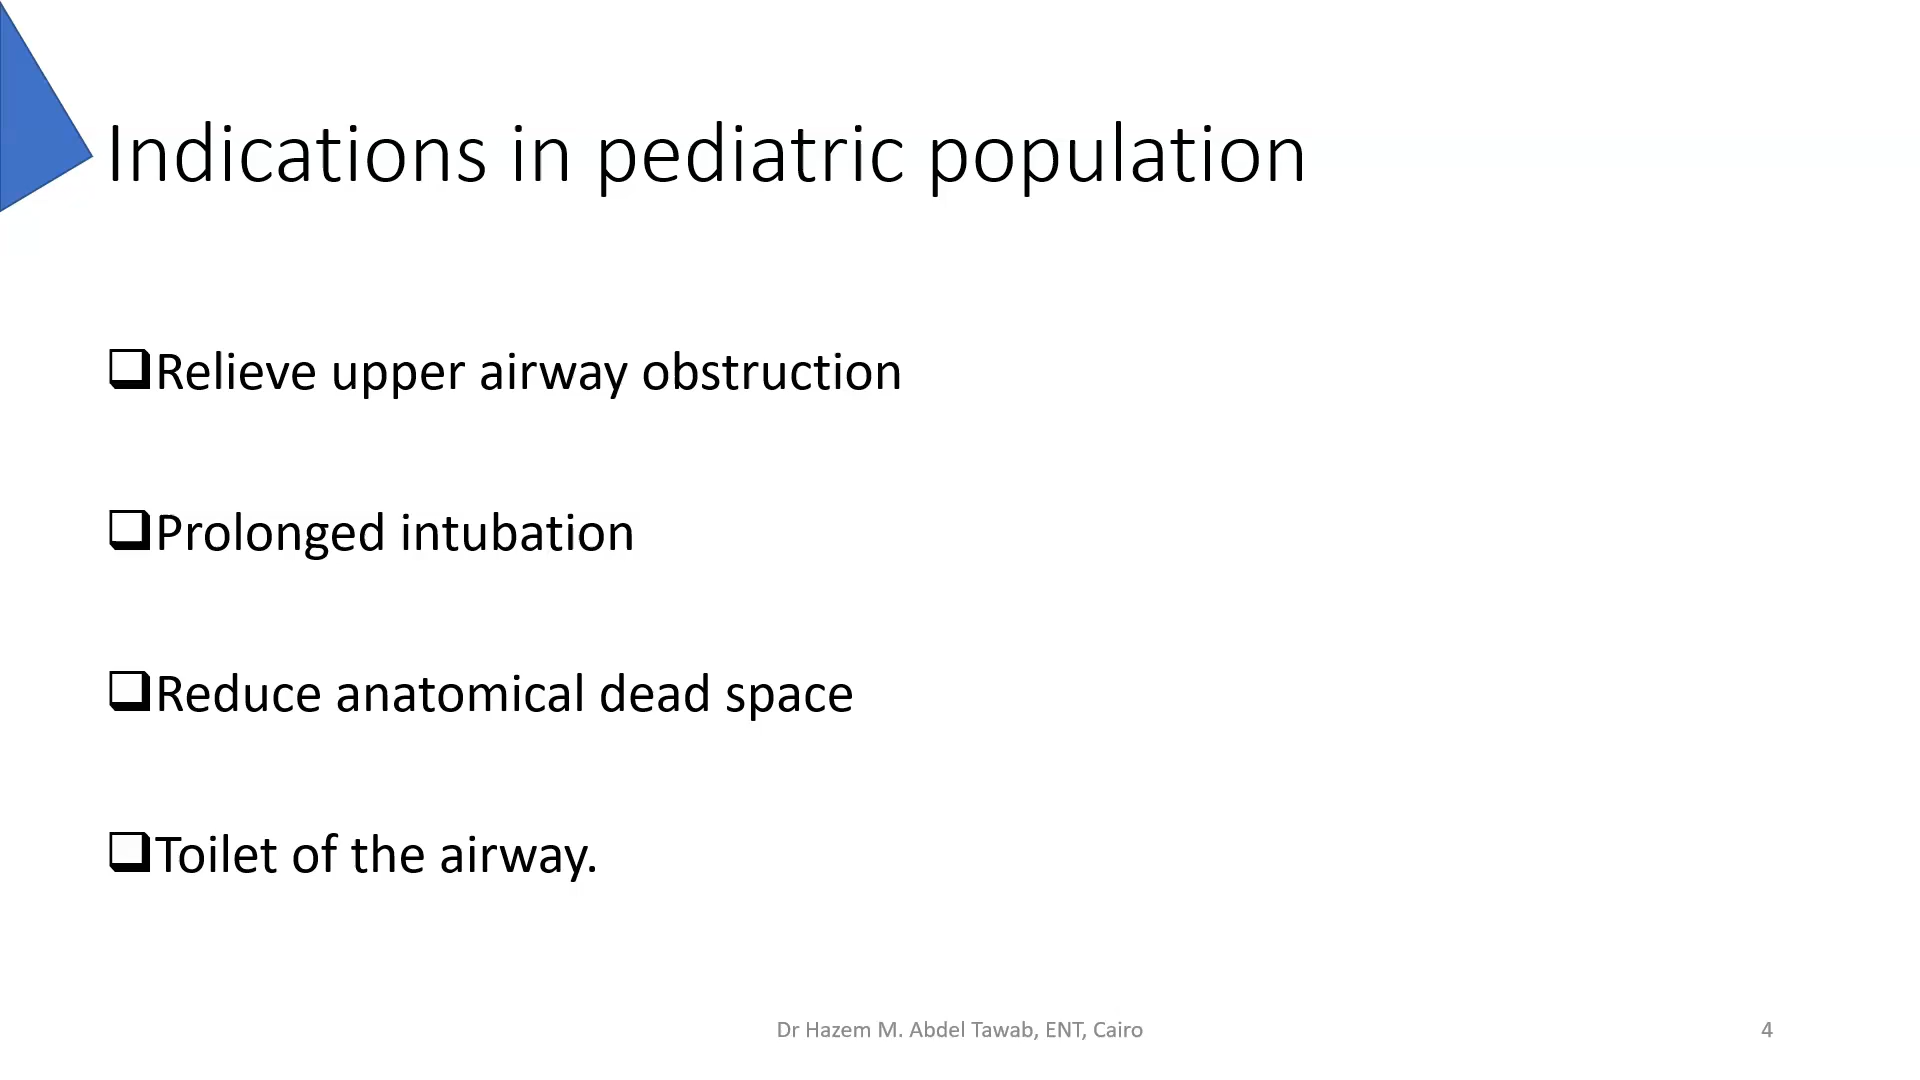 Indications in pediatric population
❑Relieve upper airway obstruction
❑Prolonged intubation
❑Reduce anatomical dead space
❑Toilet of the airway.
Dr Hazem M. Abdel Tawab, ENT, Cairo
4